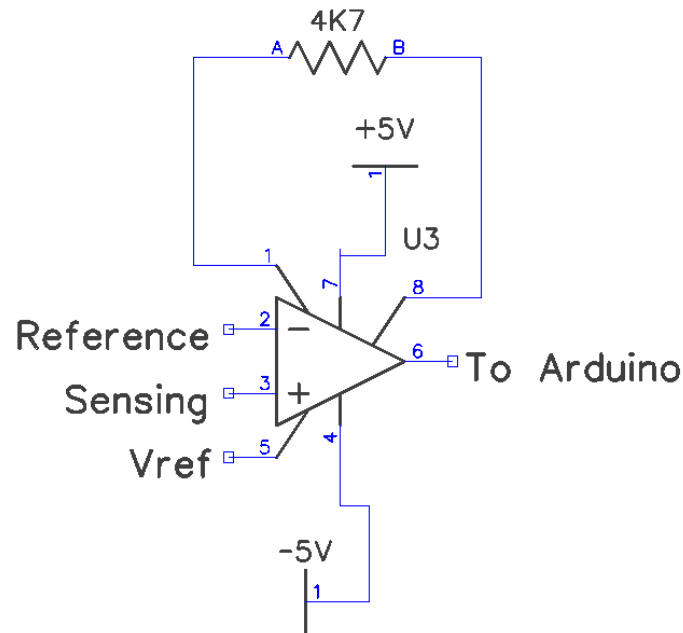 4K7
A
B
+5V
1
U3
1
7
8
Reference
2
−
6
To Arduino
Sensing
3
+
Vref
5
4
-5V
1